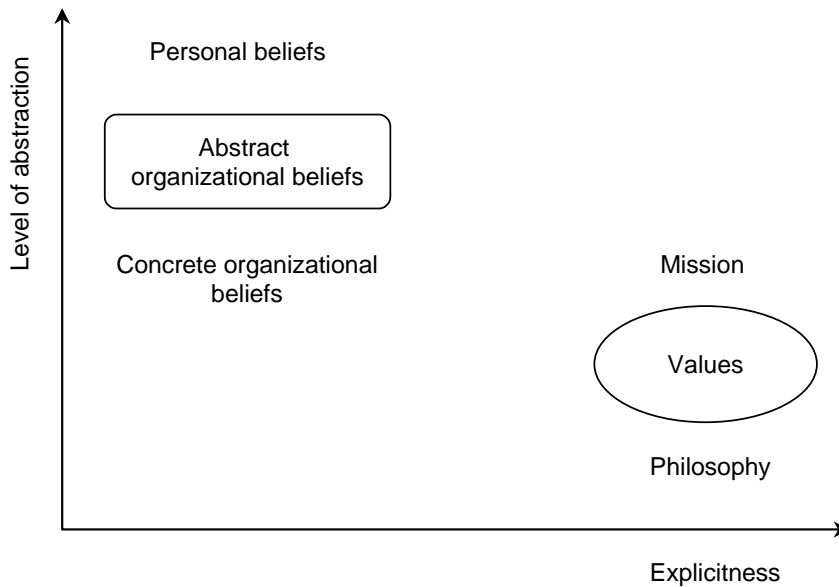 Personal beliefs
Level of abstraction
Abstract
organizational beliefs
Concrete organizational
beliefs
Mission
Values
Philosophy
Explicitness